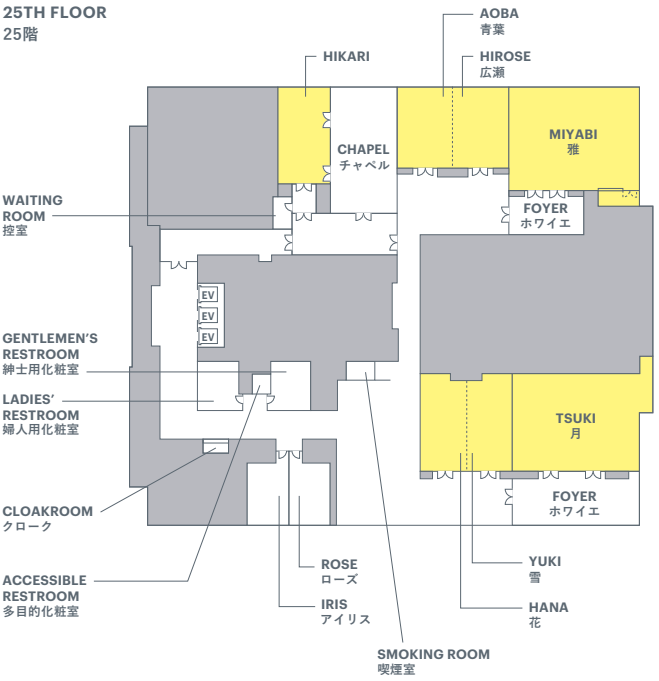 25TH FLOOR
25階
AOBA
青葉
HIKARI
HIROSE
広瀬
CHAPEL
チャペル
MIYABI
雅
WAITING
ROOM
控室
FOYER
ホワイエ
EV
EV
EV
GENTLEMEN'S
RESTROOM
紳士用化粧室
LADIES'
RESTROOM
婦人用化粧室
TSUKI
月
CLOAKROOM
クローク
FOYER
ホワイエ
ACCESSIBLE
RESTROOM
多目的化粧室
ROSE
ローズ
IRIS
アイリス
YUKI
雪
HANA
花
SMOKING ROOM
喫煙室